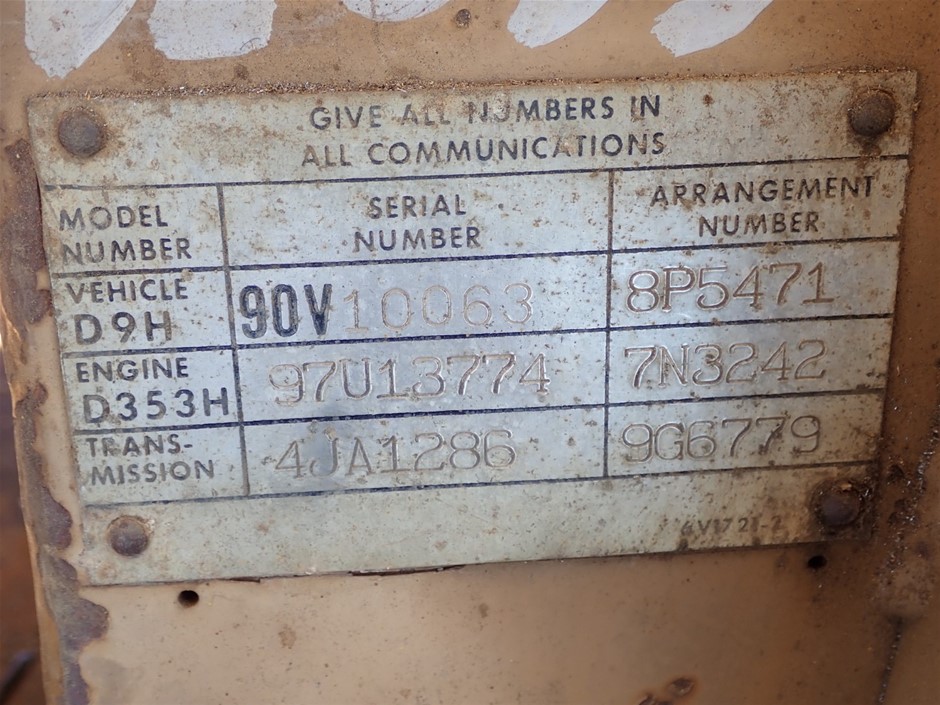 GIVE ALL NUMBERS IN
ALL COMMUNICATIONS
MODEL NUMBER SERIAL NUMBER ARRANGEMENT NUMBER
VEHICLE D9H 90V10063 8P5471
ENGINE D353H 97U13774 7N3242
TRANS-MISSION 4JA1286 9G6779